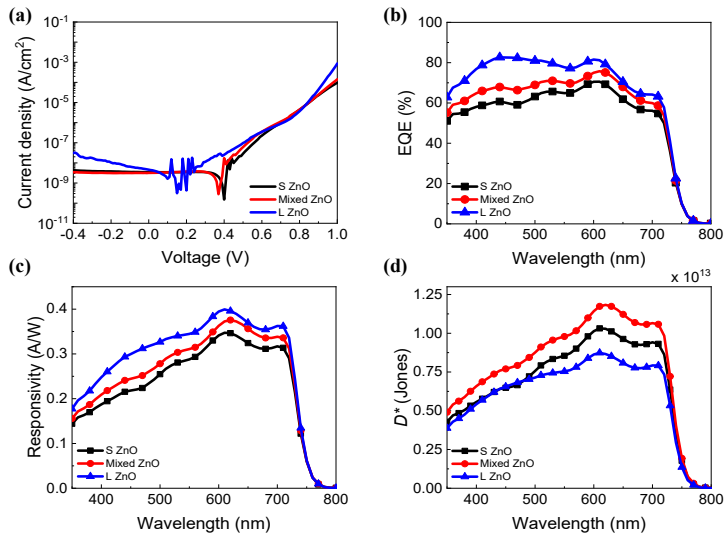 (a)
Current density (A/cm²)
10⁻¹
10⁻³
10⁻⁵
10⁻⁷
10⁻⁹
10⁻¹¹
S ZnO
Mixed ZnO
L ZnO
-0.4 -0.2 0.0 0.2 0.4 0.6 0.8 1.0
Voltage (V)
(b)
EQE (%)
100
80
60
40
20
0
S ZnO
Mixed ZnO
L ZnO
400 500 600 700 800
Wavelength (nm)
(c)
Responsivity (A/W)
0.4
0.3
0.2
0.1
0.0
S ZnO
Mixed ZnO
L ZnO
400 500 600 700 800
Wavelength (nm)
(d)
x 10¹³
D* (Jones)
1.25
1.00
0.75
0.50
0.25
0.00
S ZnO
Mixed ZnO
L ZnO
400 500 600 700 800
Wavelength (nm)